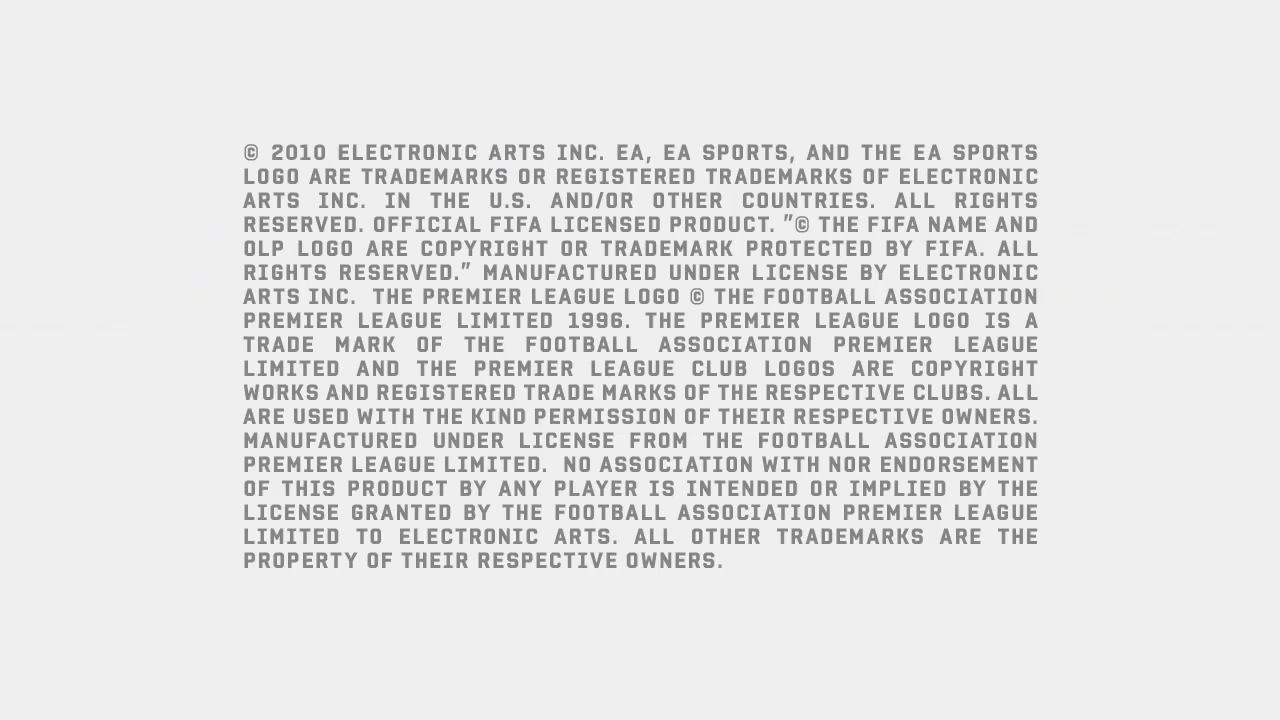 © 2010 ELECTRONIC ARTS INC. EA, EA SPORTS, AND THE EA SPORTS
LOGO ARE TRADEMARKS OR REGISTERED TRADEMARKS OF ELECTRONIC
ARTS INC. IN THE U.S. AND/OR OTHER COUNTRIES. ALL RIGHTS
RESERVED. OFFICIAL FIFA LICENSED PRODUCT. "© THE FIFA NAME AND
OLP LOGO ARE COPYRIGHT OR TRADEMARK PROTECTED BY FIFA. ALL
RIGHTS RESERVED." MANUFACTURED UNDER LICENSE BY ELECTRONIC
ARTS INC. THE PREMIER LEAGUE LOGO © THE FOOTBALL ASSOCIATION
PREMIER LEAGUE LIMITED 1996. THE PREMIER LEAGUE LOGO IS A
TRADE MARK OF THE FOOTBALL ASSOCIATION PREMIER LEAGUE
LIMITED AND THE PREMIER LEAGUE CLUB LOGOS ARE COPYRIGHT
WORKS AND REGISTERED TRADE MARKS OF THE RESPECTIVE CLUBS. ALL
ARE USED WITH THE KIND PERMISSION OF THEIR RESPECTIVE OWNERS.
MANUFACTURED UNDER LICENSE FROM THE FOOTBALL ASSOCIATION
PREMIER LEAGUE LIMITED. NO ASSOCIATION WITH NOR ENDORSEMENT
OF THIS PRODUCT BY ANY PLAYER IS INTENDED OR IMPLIED BY THE
LICENSE GRANTED BY THE FOOTBALL ASSOCIATION PREMIER LEAGUE
LIMITED TO ELECTRONIC ARTS. ALL OTHER TRADEMARKS ARE THE
PROPERTY OF THEIR RESPECTIVE OWNERS.